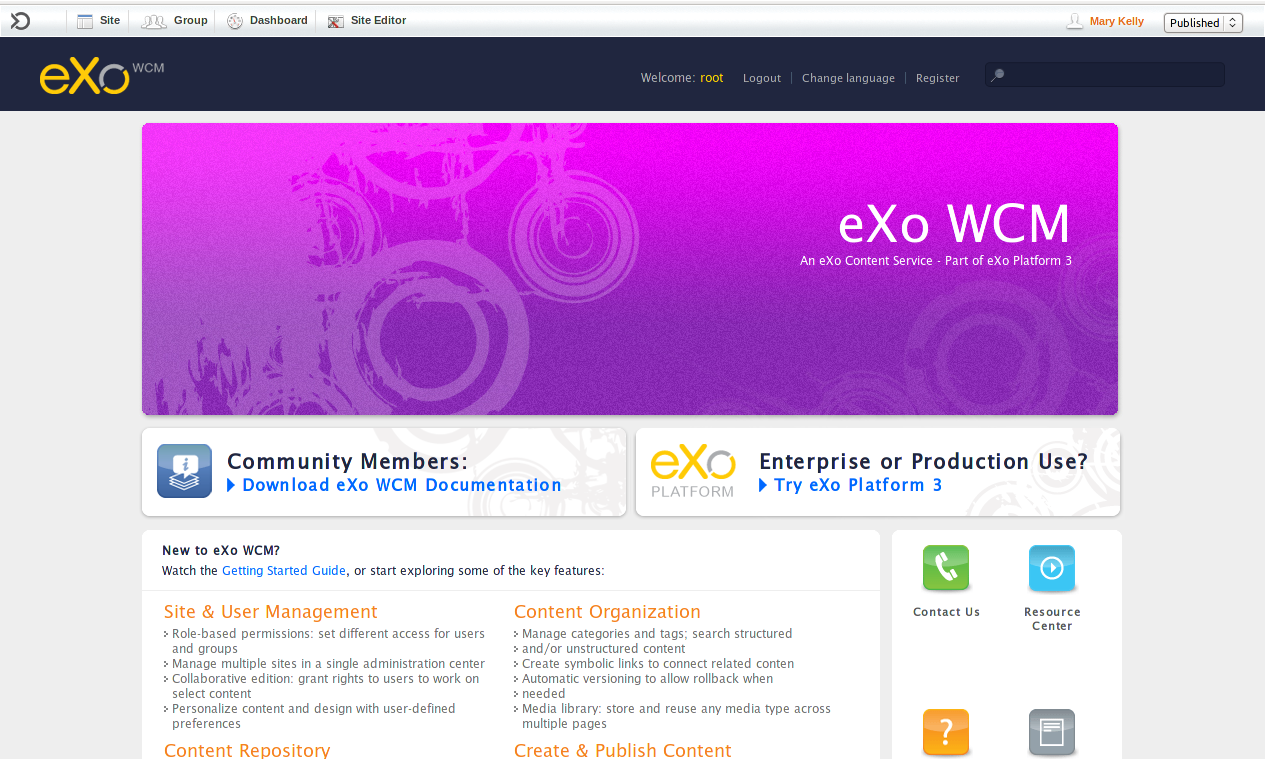 Site Group Dashboard Site Editor Mary Kelly Published
eXo WCM
Welcome: root Logout Change language Register
eXo WCM
An eXo Content Service - Part of eXo Platform 3
Community Members:
Download eXo WCM Documentation
eXo
PLATFORM
Enterprise or Production Use?
Try eXo Platform 3
New to eXo WCM?
Watch the Getting Started Guide, or start exploring some of the key features:
Site & User Management
Role-based permissions: set different access for users
and groups
Manage multiple sites in a single administration center
Collaborative edition: grant rights to users to work on
select content
Personalize content and design with user-defined
preferences
Content Repository
Content Organization
Manage categories and tags; search structured
and/or unstructured content
Create symbolic links to connect related conten
Automatic versioning to allow rollback when
needed
Media library: store and reuse any media type across
multiple pages
Create & Publish Content
Contact Us
Resource
Center
?